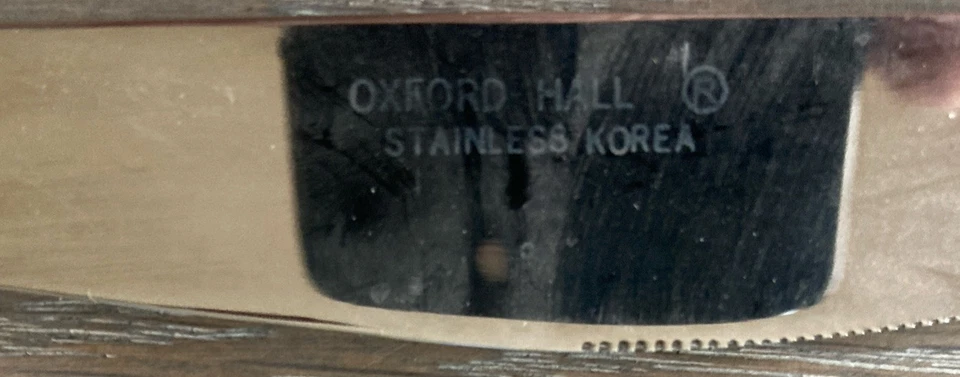 OXFORD HALL ®
STAINLESS KOREA